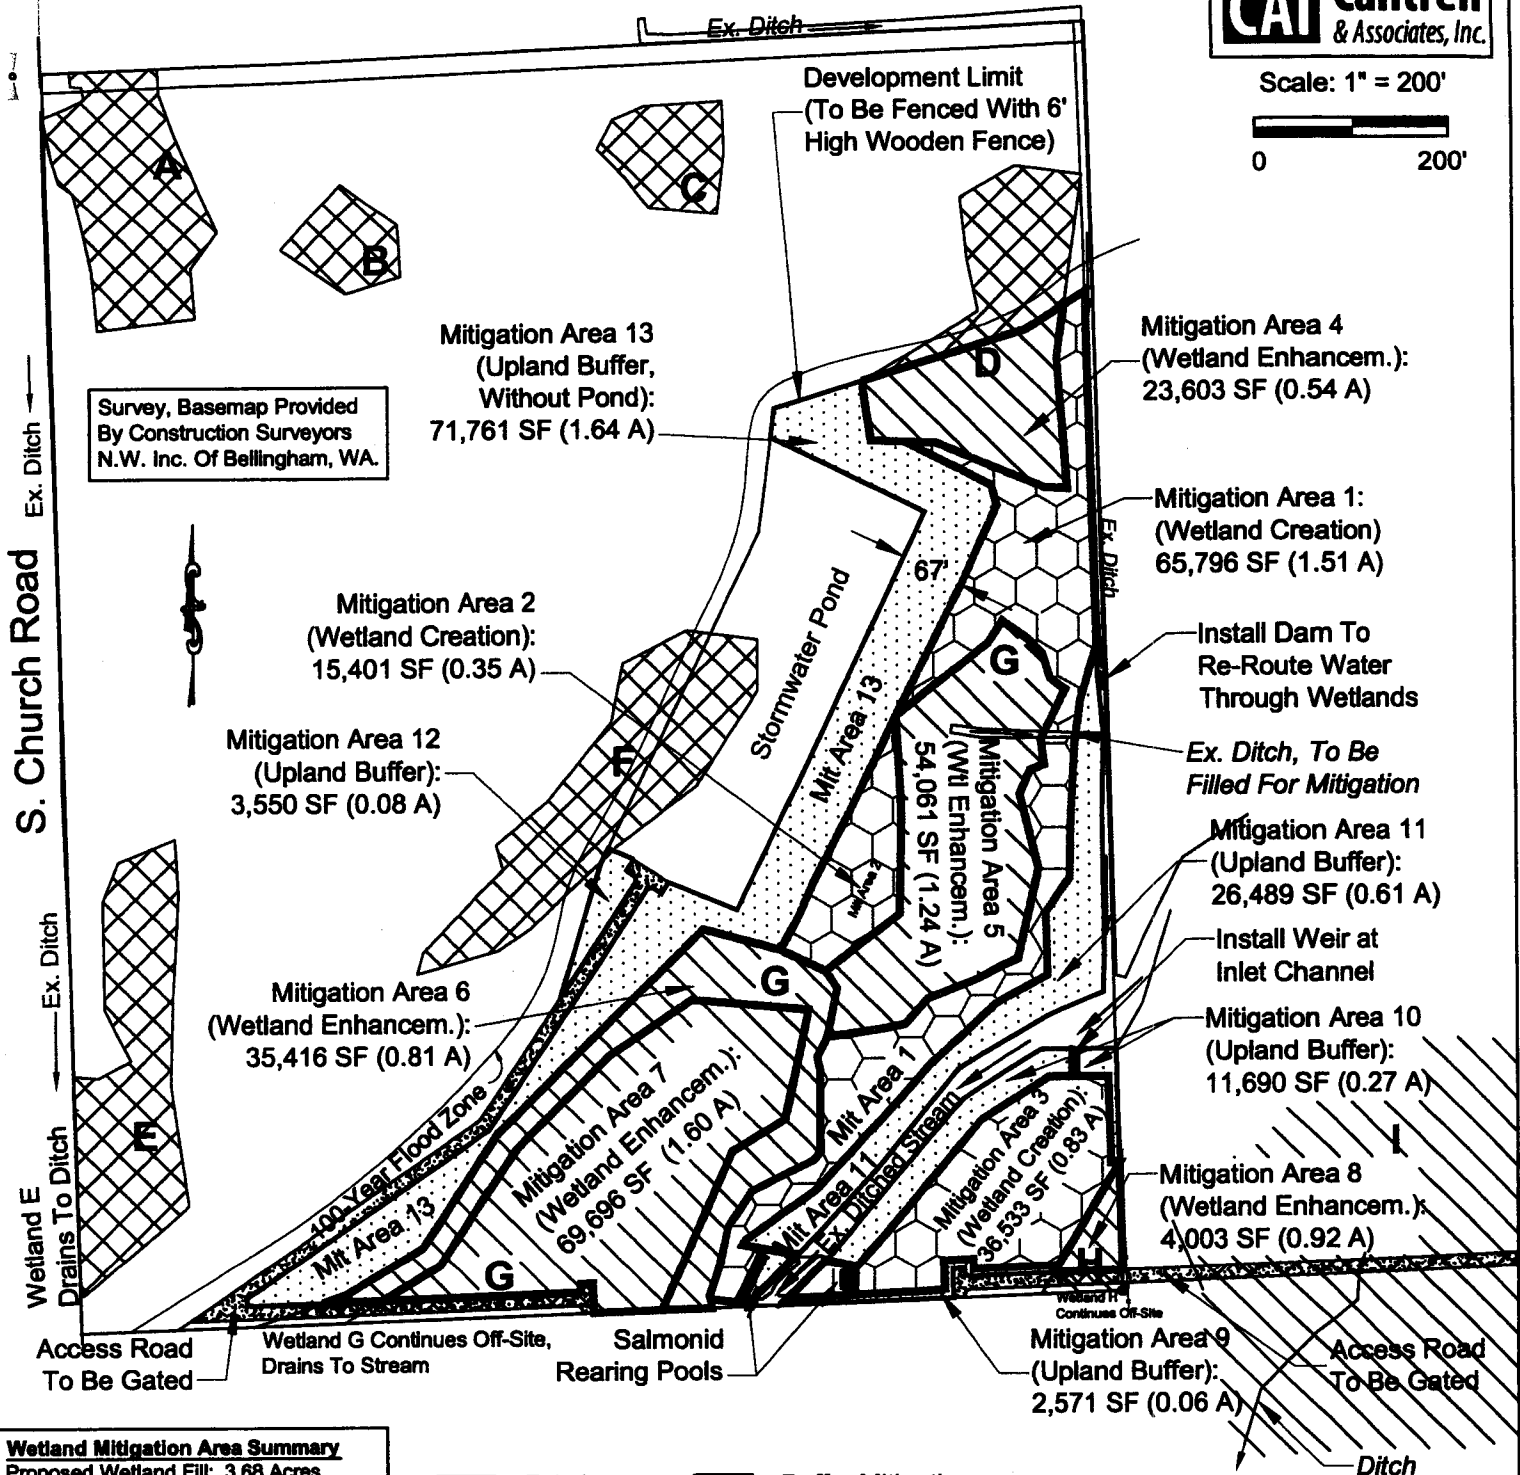 Ex. Ditch
CAI
& Associates, Inc.
Scale: 1" = 200'
0 200'
Development Limit
(To Be Fenced With 6'
High Wooden Fence)
A
B
C
D
Mitigation Area 13
(Upland Buffer,
Without Pond):
71,761 SF (1.64 A)
Mitigation Area 4
(Wetland Enhancem.):
23,603 SF (0.54 A)
Survey, Basemap Provided
By Construction Surveyors
N.W. Inc. Of Bellingham, WA.
Ex. Ditch
S. Church Road
Mitigation Area 1:
(Wetland Creation)
65,796 SF (1.51 A)
Ex. Ditch
67'
Stormwater Pond
Mit Area 13
Mitigation Area 2
(Wetland Creation):
15,401 SF (0.35 A)
G
Install Dam To
Re-Route Water
Through Wetlands
Mitigation Area 12
(Upland Buffer):
3,550 SF (0.08 A)
F
Ex. Ditch, To Be
Filled For Mitigation
Mitigation Area 5
(Wtl Enhancem.):
54,061 SF (1.24 A)
Mit Area 2
Mitigation Area 11
(Upland Buffer):
26,489 SF (0.61 A)
Install Weir at
Inlet Channel
Ex. Ditch
Mitigation Area 6
(Wetland Enhancem.):
35,416 SF (0.81 A)
G
Mitigation Area 10
(Upland Buffer):
11,690 SF (0.27 A)
Mitigation Area 7
(Wetland Enhancem.):
69,696 SF (1.60 A)
Mit Area 1
Mit Area 11
Ex. Ditched Stream
Mitigation Area 3
(Wetland Creation):
36,533 SF (0.83 A)
E
I
100-Year Flood Zone
Mit Area 13
G
Wetland E
Drains To Ditch
Mitigation Area 8
(Wetland Enhancem.):
4,003 SF (0.92 A)
H
Wetland H
Continues Off-Site
Access Road
To Be Gated
Wetland G Continues Off-Site,
Drains To Stream
Salmonid
Rearing Pools
Mitigation Area 9
(Upland Buffer):
2,571 SF (0.06 A)
Access Road
To Be Gated
Ditch
Wetland Mitigation Area Summary
Proposed Wetland Fill: 3.68 Acres